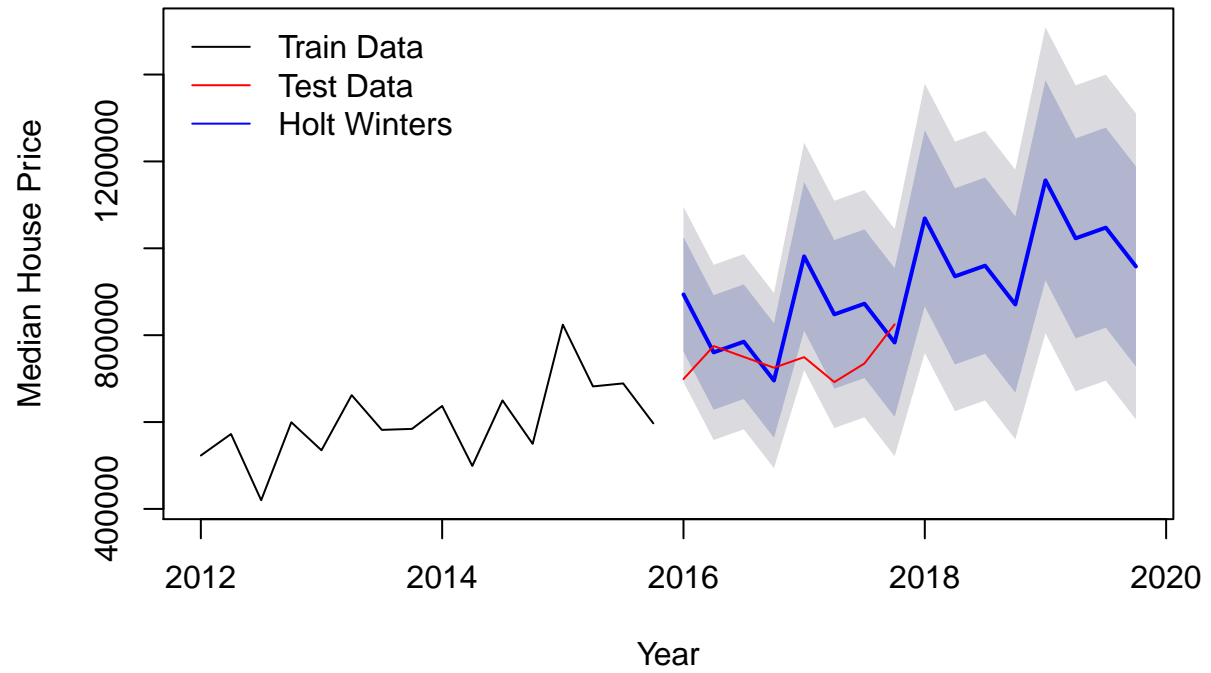 Train Data
Test Data
Holt Winters
Median House Price
1200000
800000
400000
2012 2014 2016 2018 2020
Year